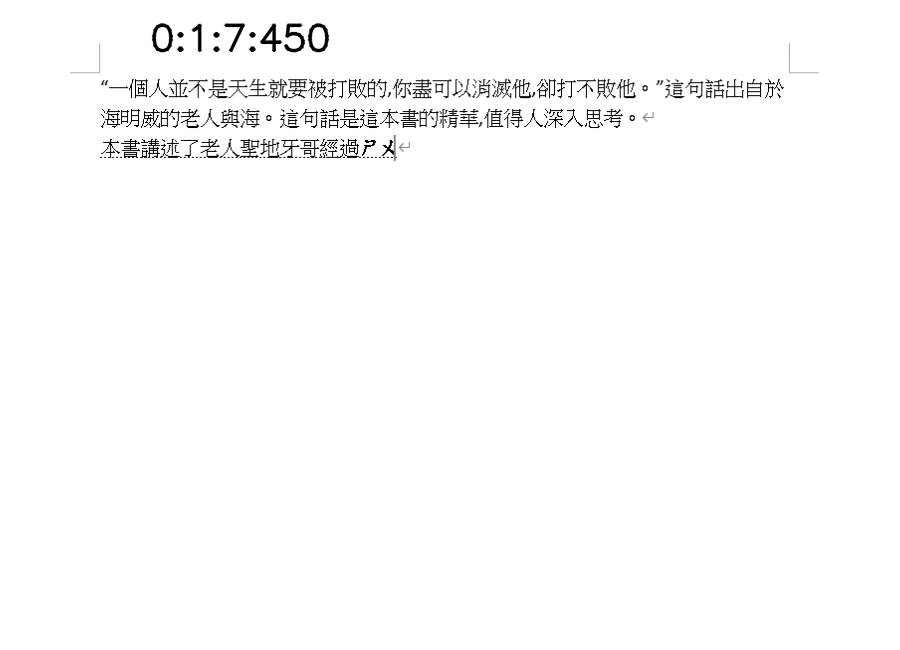 0:1:7:450
“一個人並不是天生就要被打敗的,你盡可以消滅他,卻打不敗他。”這句話出自於
海明威的老人與海。這句話是這本書的精華,值得人深入思考。
本書講述了老人聖地牙哥經過ㄕㄨ